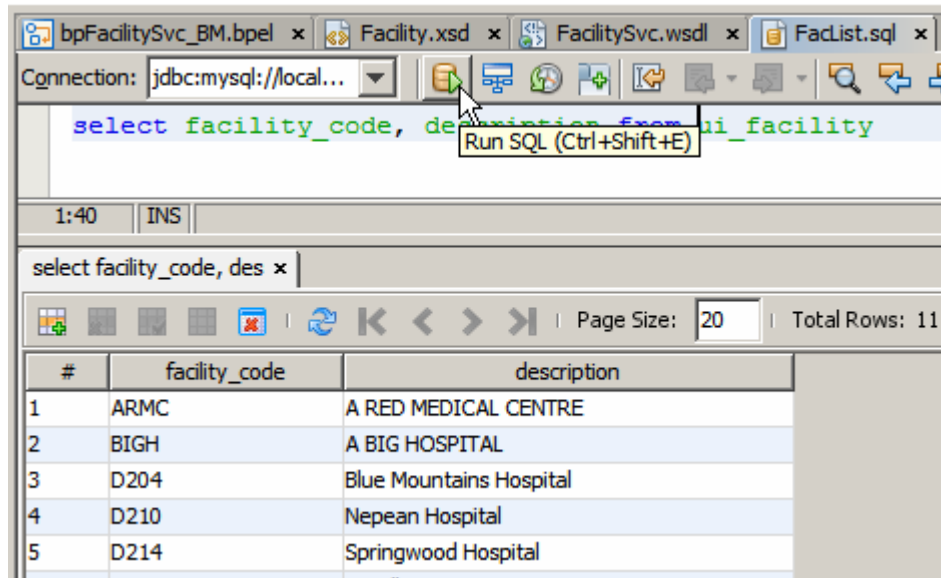 bpFacilitySvc_BM.bpel x Facility.xsd x FacilitySvc.wsdl x FacList.sql x
Connection: jdbc:mysql://local...
select facility_code, description from ui_facility
Run SQL (Ctrl+Shift+E)
1:40 INS
select facility_code, des x
Page Size: 20 Total Rows: 11
# facility_code description
1 ARMC A RED MEDICAL CENTRE
2 BIGH A BIG HOSPITAL
3 D204 Blue Mountains Hospital
4 D210 Nepean Hospital
5 D214 Springwood Hospital